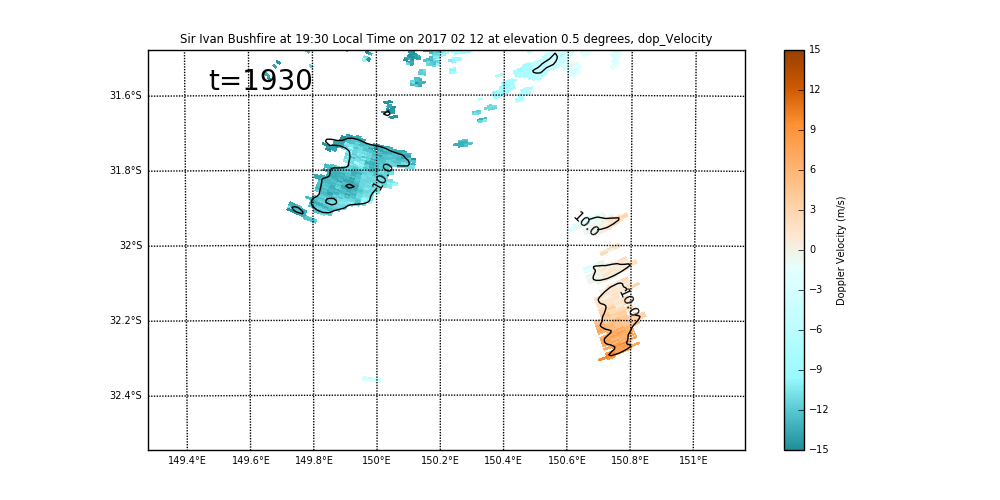 Sir Ivan Bushfire at 19:30 Local Time on 2017 02 12 at elevation 0.5 degrees, dop_Velocity
t=1930
31.6°S
31.8°S
32°S
32.2°S
32.4°S
149.4°E 149.6°E 149.8°E 150°E 150.2°E 150.4°E 150.6°E 150.8°E 151°E
10.0
10.0
10.0
15
12
9
6
3
0
−3
−6
−9
−12
−15
Doppler Velocity (m/s)